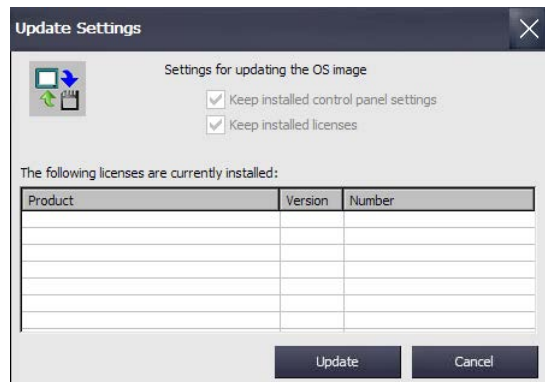 Update Settings
Settings for updating the OS image
Keep installed control panel settings
Keep installed licenses
The following licenses are currently installed:
Product Version Number
Update Cancel